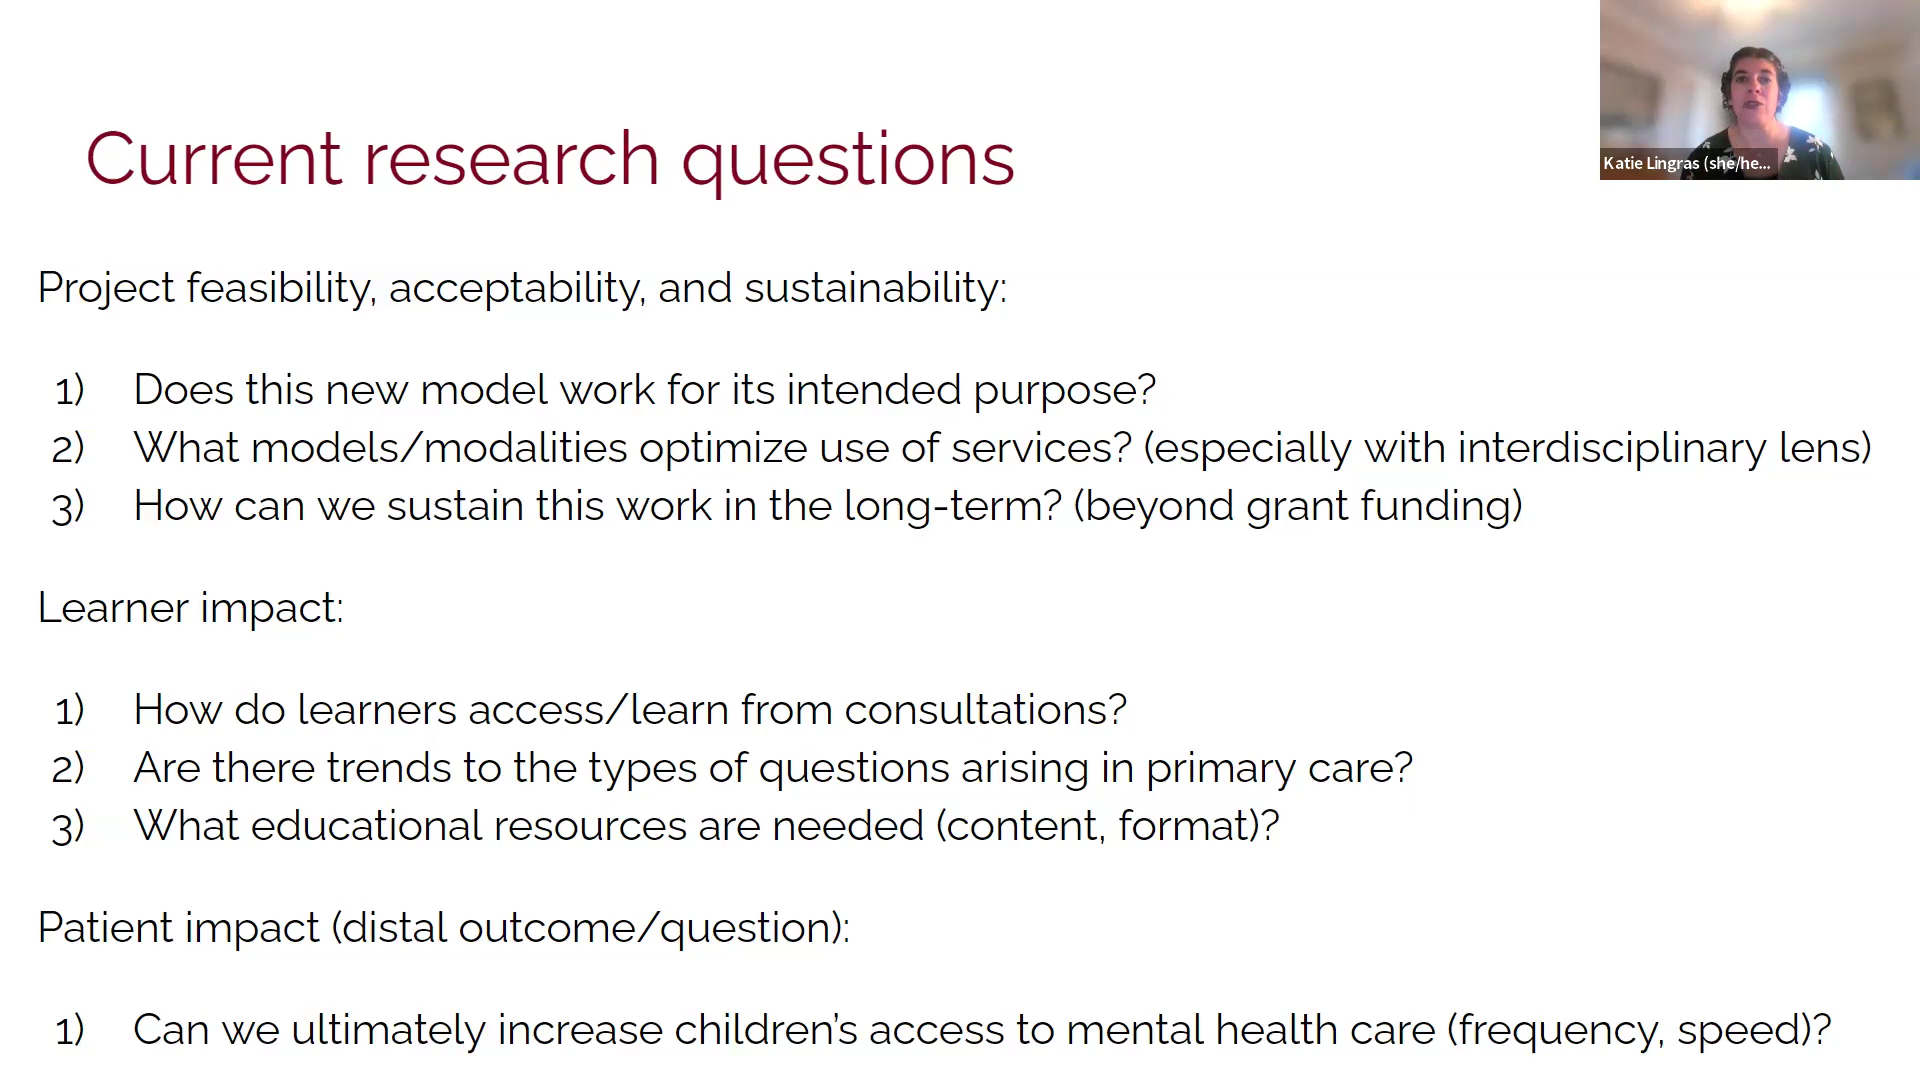 Current research questions
Katie Lingras (she/he...
Project feasibility, acceptability, and sustainability:
1) Does this new model work for its intended purpose?
2) What models/modalities optimize use of services? (especially with interdisciplinary lens)
3) How can we sustain this work in the long-term? (beyond grant funding)
Learner impact:
1) How do learners access/learn from consultations?
2) Are there trends to the types of questions arising in primary care?
3) What educational resources are needed (content, format)?
Patient impact (distal outcome/question):
1) Can we ultimately increase children’s access to mental health care (frequency, speed)?